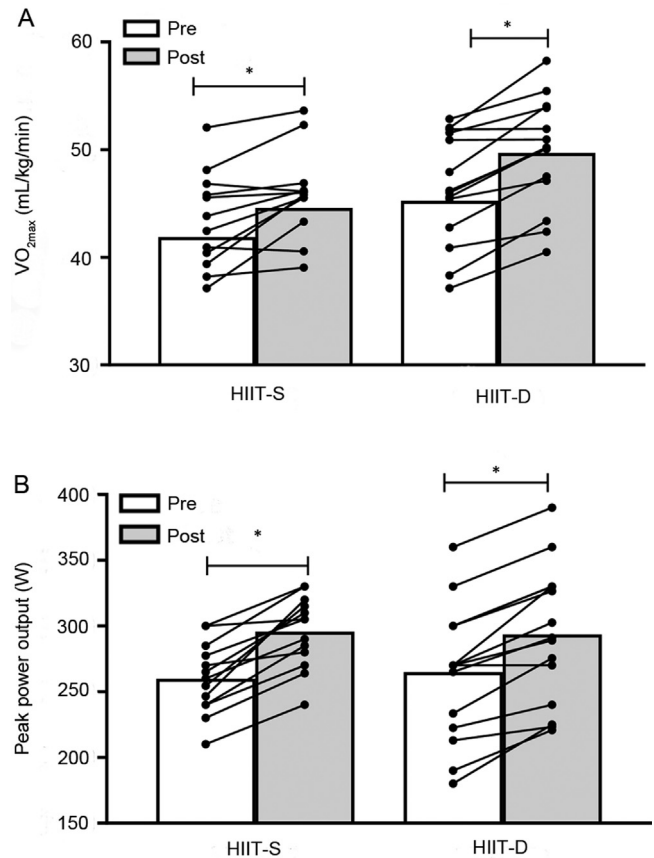 A
Pre
Post
*
*
VO2max (mL/kg/min)
60
50
40
30
HIIT-S
HIIT-D
B
Pre
Post
*
*
Peak power output (W)
400
350
300
250
200
150
HIIT-S
HIIT-D